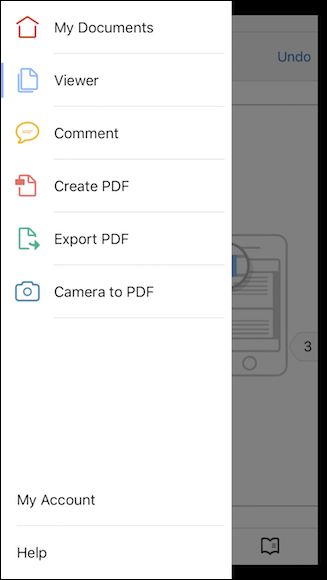 My Documents
Undo
Viewer
Comment
Create PDF
Export PDF
Camera to PDF
3
My Account
Help